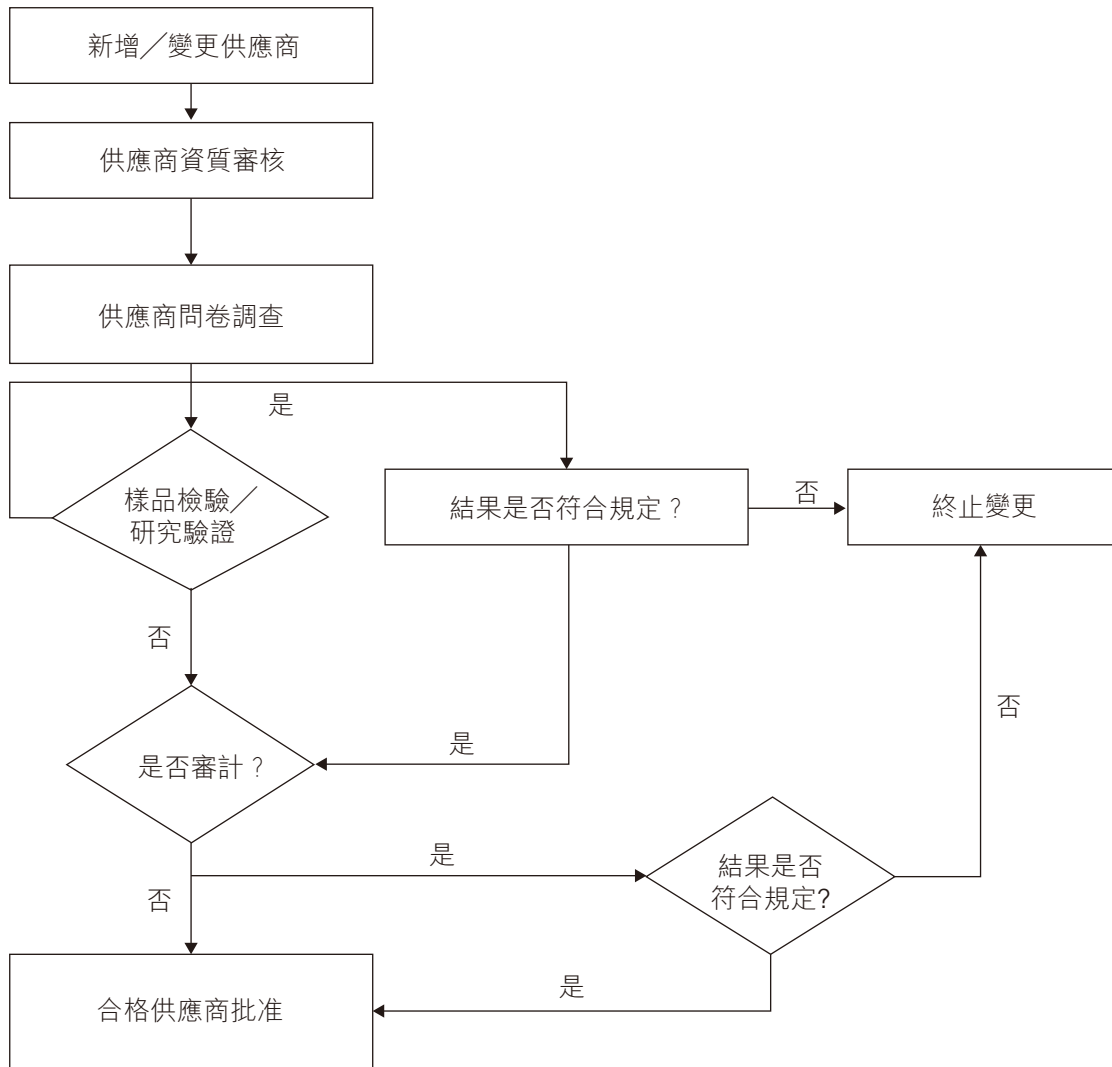 新增／變更供應商
供應商資質審核
供應商問卷調查
是
樣品檢驗／
研究驗證
結果是否符合規定？
否
終止變更
否
是
否
是否審計？
是
結果是否
符合規定?
否
是
合格供應商批准